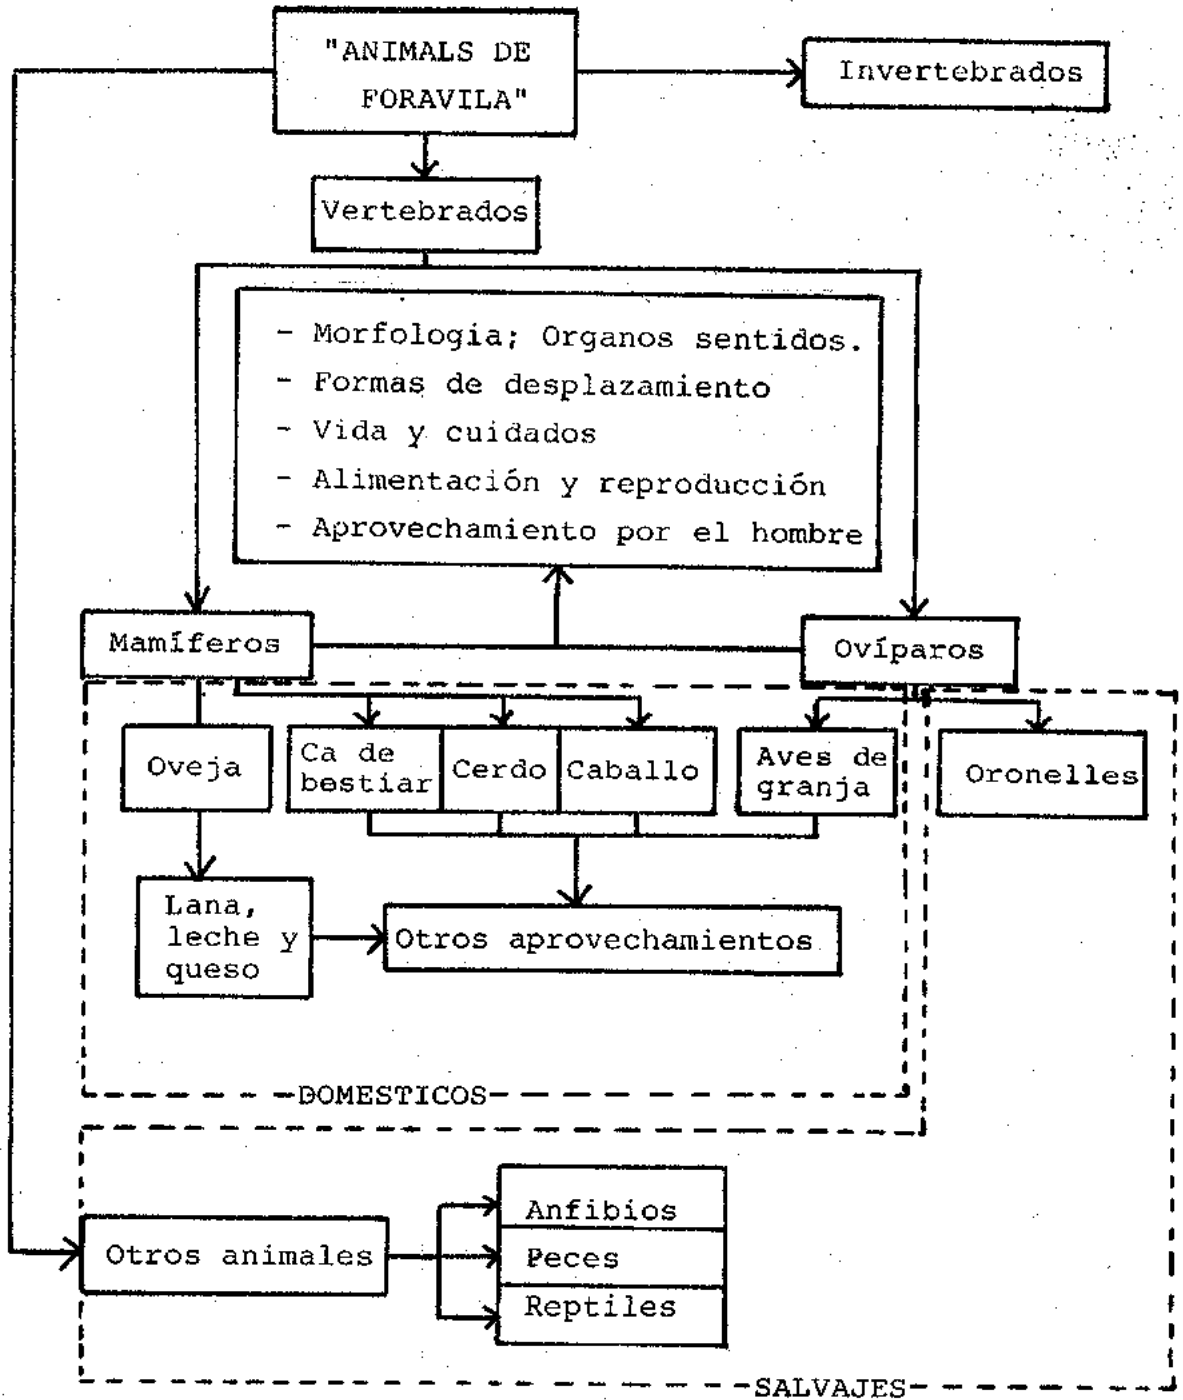 "ANIMALS DE
FORAVILA"
Invertebrados
Vertebrados
- Morfologia; Organos sentidos.
- Formas de desplazamiento
- Vida y cuidados
- Alimentación y reproducción
- Aprovechamiento por el hombre
Mamíferos
Ovíparos
Oveja
Ca de
bestiar
Cerdo
Caballo
Aves de
granja
Oronelles
Lana,
leche y
queso
Otros aprovechamientos
DOMESTICOS
Otros animales
Anfibios
Peces
Reptiles
SALVAJES